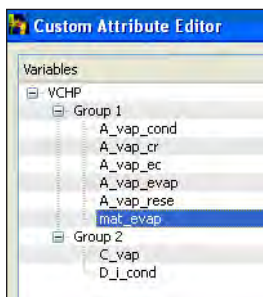 Custom Attribute Editor
Variables
VCHP
Group 1
A_vap_cond
A_vap_cr
A_vap_ec
A_vap_evap
A_vap_rese
mat_evap
Group 2
C_vap
D_i_cond